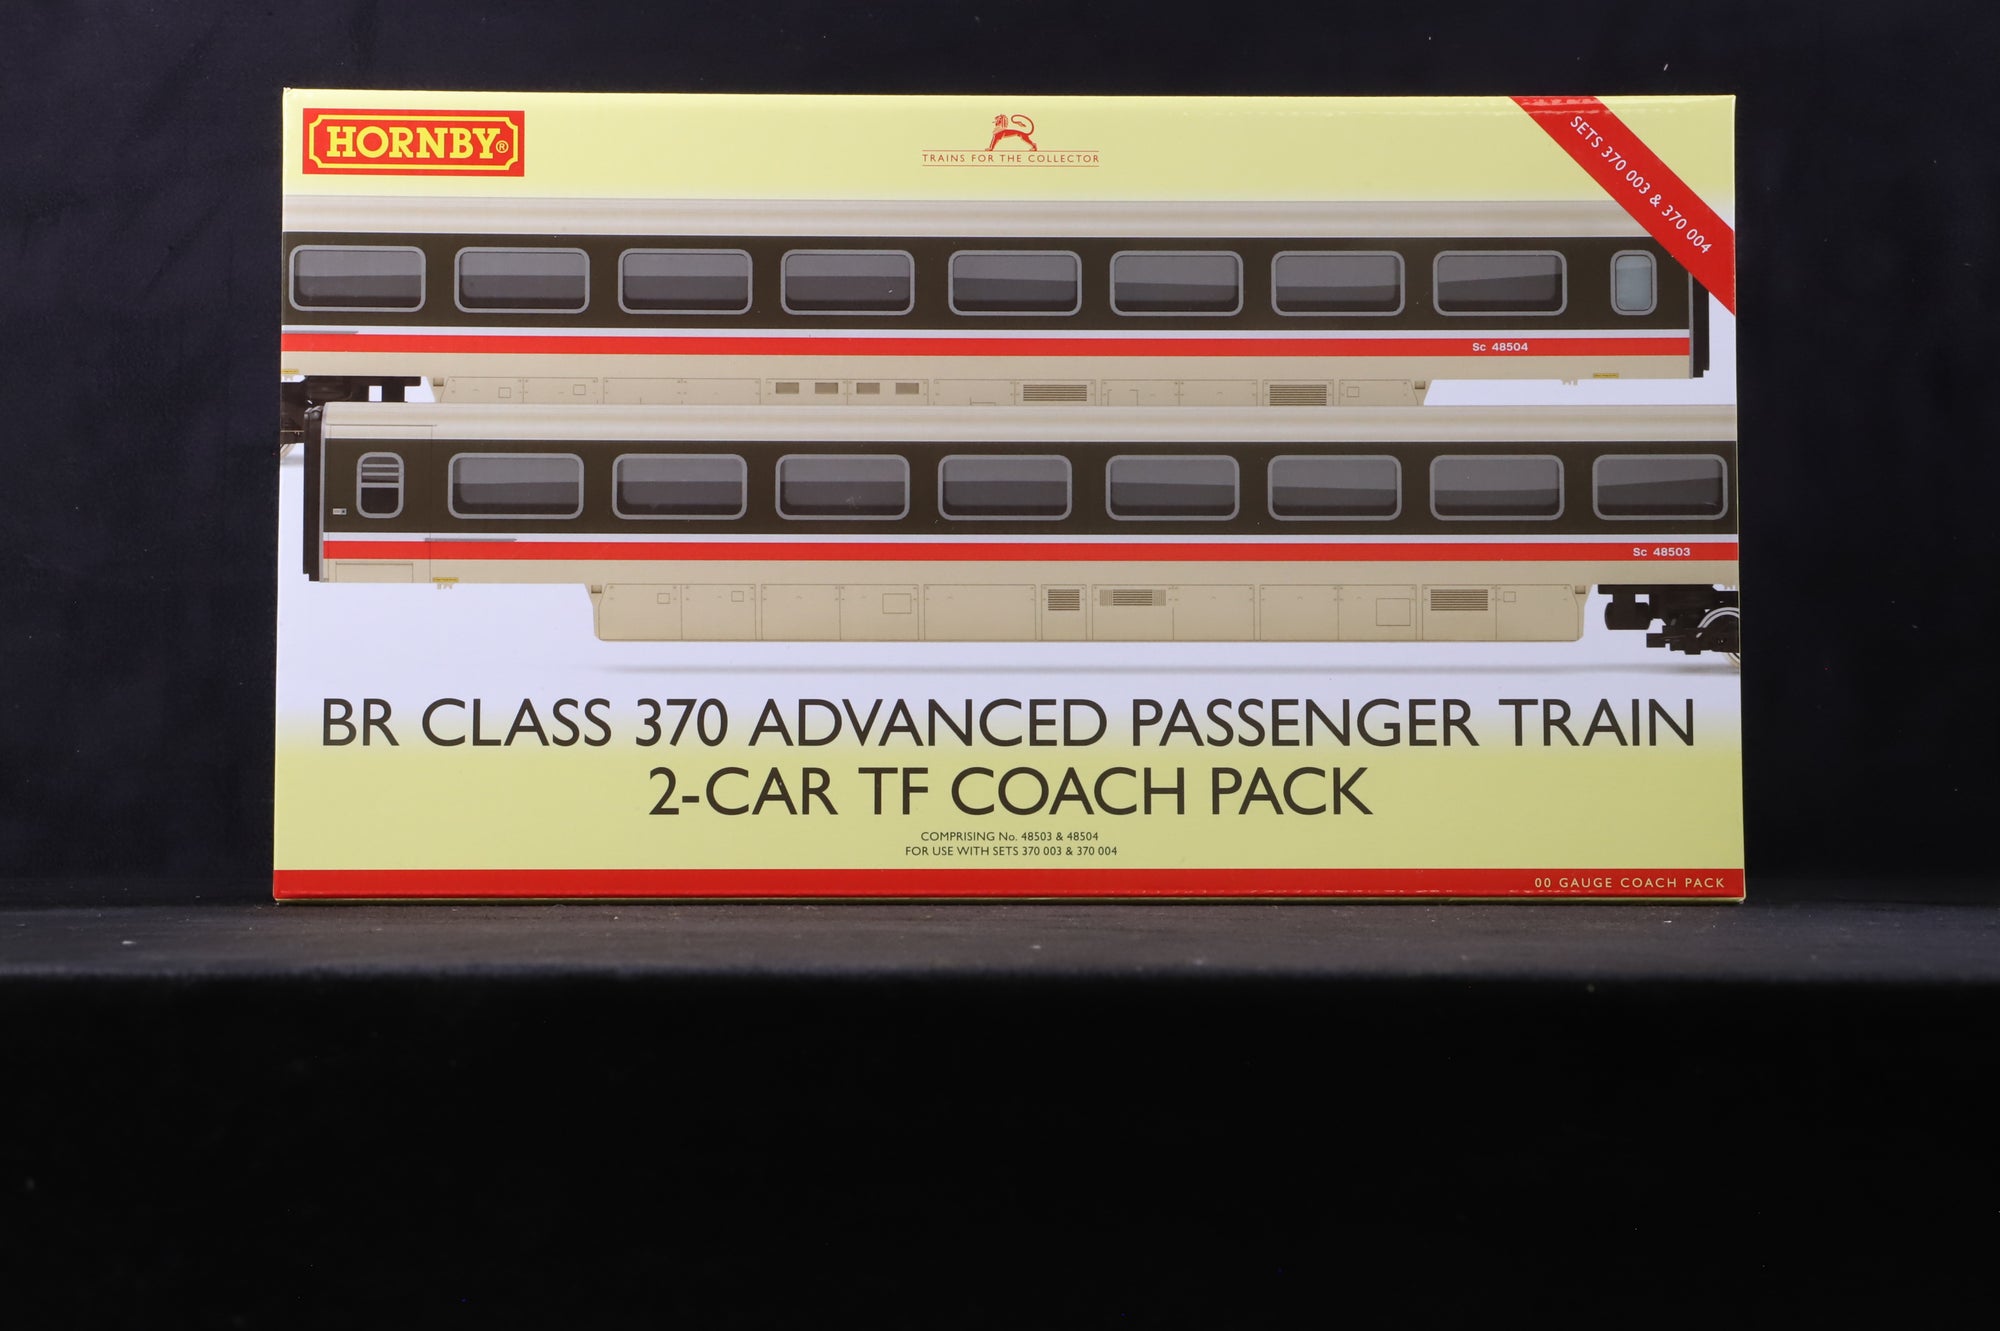 HORNBY®
TRAINS FOR THE COLLECTOR
SETS 370 003 & 370 004
Sc 48504
Sc 48503
BR CLASS 370 ADVANCED PASSENGER TRAIN
2-CAR TF COACH PACK
COMPRISING No. 48503 & 48504
FOR USE WITH SETS 370 003 & 370 004
00 GAUGE COACH PACK